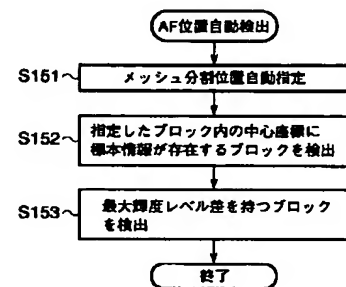 AF位置自動検出
S151
メッシュ分割位置自動指定
S152
指定したブロック内の中心座標に
標本情報が存在するブロックを検出
S153
最大輝度レベル差を持つブロック
を検出
終了